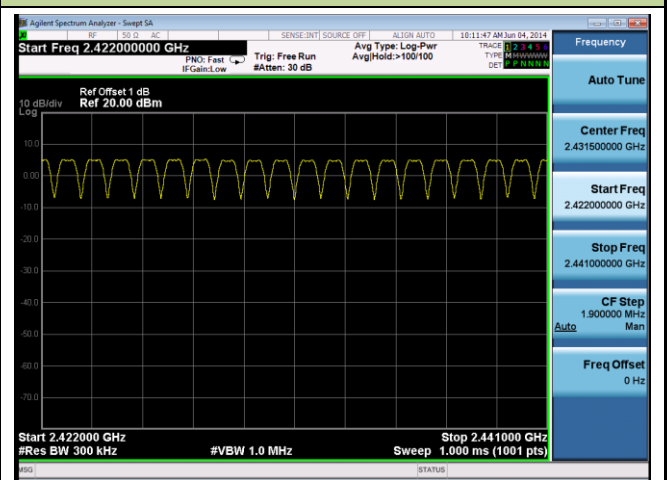 Agilent Spectrum Analyzer - Swept SA
RF 50 Ω AC SENSE:INT SOURCE OFF ALIGN AUTO 10:11:47 AM Jun 04, 2014
Start Freq 2.422000000 GHz
PNO: Fast
IFGain:Low
Trig: Free Run
#Atten: 30 dB
Avg Type: Log-Pwr
Avg|Hold:>100/100
TRACE 1 2 3 4 5 6
TYPE M M W W W W
DET P P N N N N
Ref Offset 1 dB
10 dB/div Ref 20.00 dBm
Log
10.0
0.00
-10.0
-20.0
-30.0
-40.0
-50.0
-60.0
-70.0
Start 2.422000 GHz
Stop 2.441000 GHz
#Res BW 300 kHz
#VBW 1.0 MHz
Sweep 1.000 ms (1001 pts)
MSG
STATUS
Frequency
Auto Tune
Center Freq
2.431500000 GHz
Start Freq
2.422000000 GHz
Stop Freq
2.441000000 GHz
CF Step
1.900000 MHz
Auto Man
Freq Offset
0 Hz